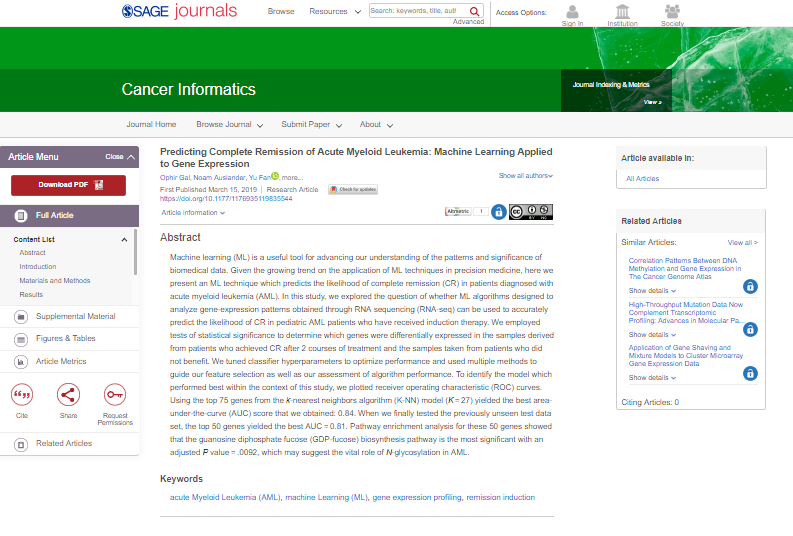 SAGE journals
Browse
Resources
Search: keywords, title, auth
Advanced
Access Options:
Sign In
Institution
Society
Cancer Informatics
Journal Indexing & Metrics
View »
Journal Home
Browse Journal
Submit Paper
About
Article Menu
Close
Download PDF
Full Article
Content List
Abstract
Introduction
Materials and Methods
Results
Supplemental Material
Figures & Tables
Article Metrics
Cite
Share
Request
Permissions
Related Articles
Predicting Complete Remission of Acute Myeloid Leukemia: Machine Learning Applied
to Gene Expression
Ophir Gal, Noam Auslander, Yu Fan iD, more...
Show all authors
First Published March 15, 2019 | Research Article
Check for updates
https://doi.org/10.1177/1176935119835544
Article information
Altmetric 1
CC BY NC
Abstract
Machine learning (ML) is a useful tool for advancing our understanding of the patterns and significance of
biomedical data. Given the growing trend on the application of ML techniques in precision medicine, here we
present an ML technique which predicts the likelihood of complete remission (CR) in patients diagnosed with
acute myeloid leukemia (AML). In this study, we explored the question of whether ML algorithms designed to
analyze gene-expression patterns obtained through RNA sequencing (RNA-seq) can be used to accurately
predict the likelihood of CR in pediatric AML patients who have received induction therapy. We employed
tests of statistical significance to determine which genes were differentially expressed in the samples derived
from patients who achieved CR after 2 courses of treatment and the samples taken from patients who did
not benefit. We tuned classifier hyperparameters to optimize performance and used multiple methods to
guide our feature selection as well as our assessment of algorithm performance. To identify the model which
performed best within the context of this study, we plotted receiver operating characteristic (ROC) curves.
Using the top 75 genes from the k-nearest neighbors algorithm (K-NN) model (K = 27) yielded the best area-
under-the-curve (AUC) score that we obtained: 0.84. When we finally tested the previously unseen test data
set, the top 50 genes yielded the best AUC = 0.81. Pathway enrichment analysis for these 50 genes showed
that the guanosine diphosphate fucose (GDP-fucose) biosynthesis pathway is the most significant with an
adjusted P value = .0092, which may suggest the vital role of N-glycosylation in AML.
Keywords
acute Myeloid Leukemia (AML), machine Learning (ML), gene expression profiling, remission induction
Article available in:
All Articles
Related Articles
Similar Articles:
View all >
Correlation Patterns Between DNA
Methylation and Gene Expression in
The Cancer Genome Atlas
Show details
High-Throughput Mutation Data Now
Complement Transcriptomic
Profiling: Advances in Molecular Pa...
Show details
Application of Gene Shaving and
Mixture Models to Cluster Microarray
Gene Expression Data
Show details
Citing Articles: 0